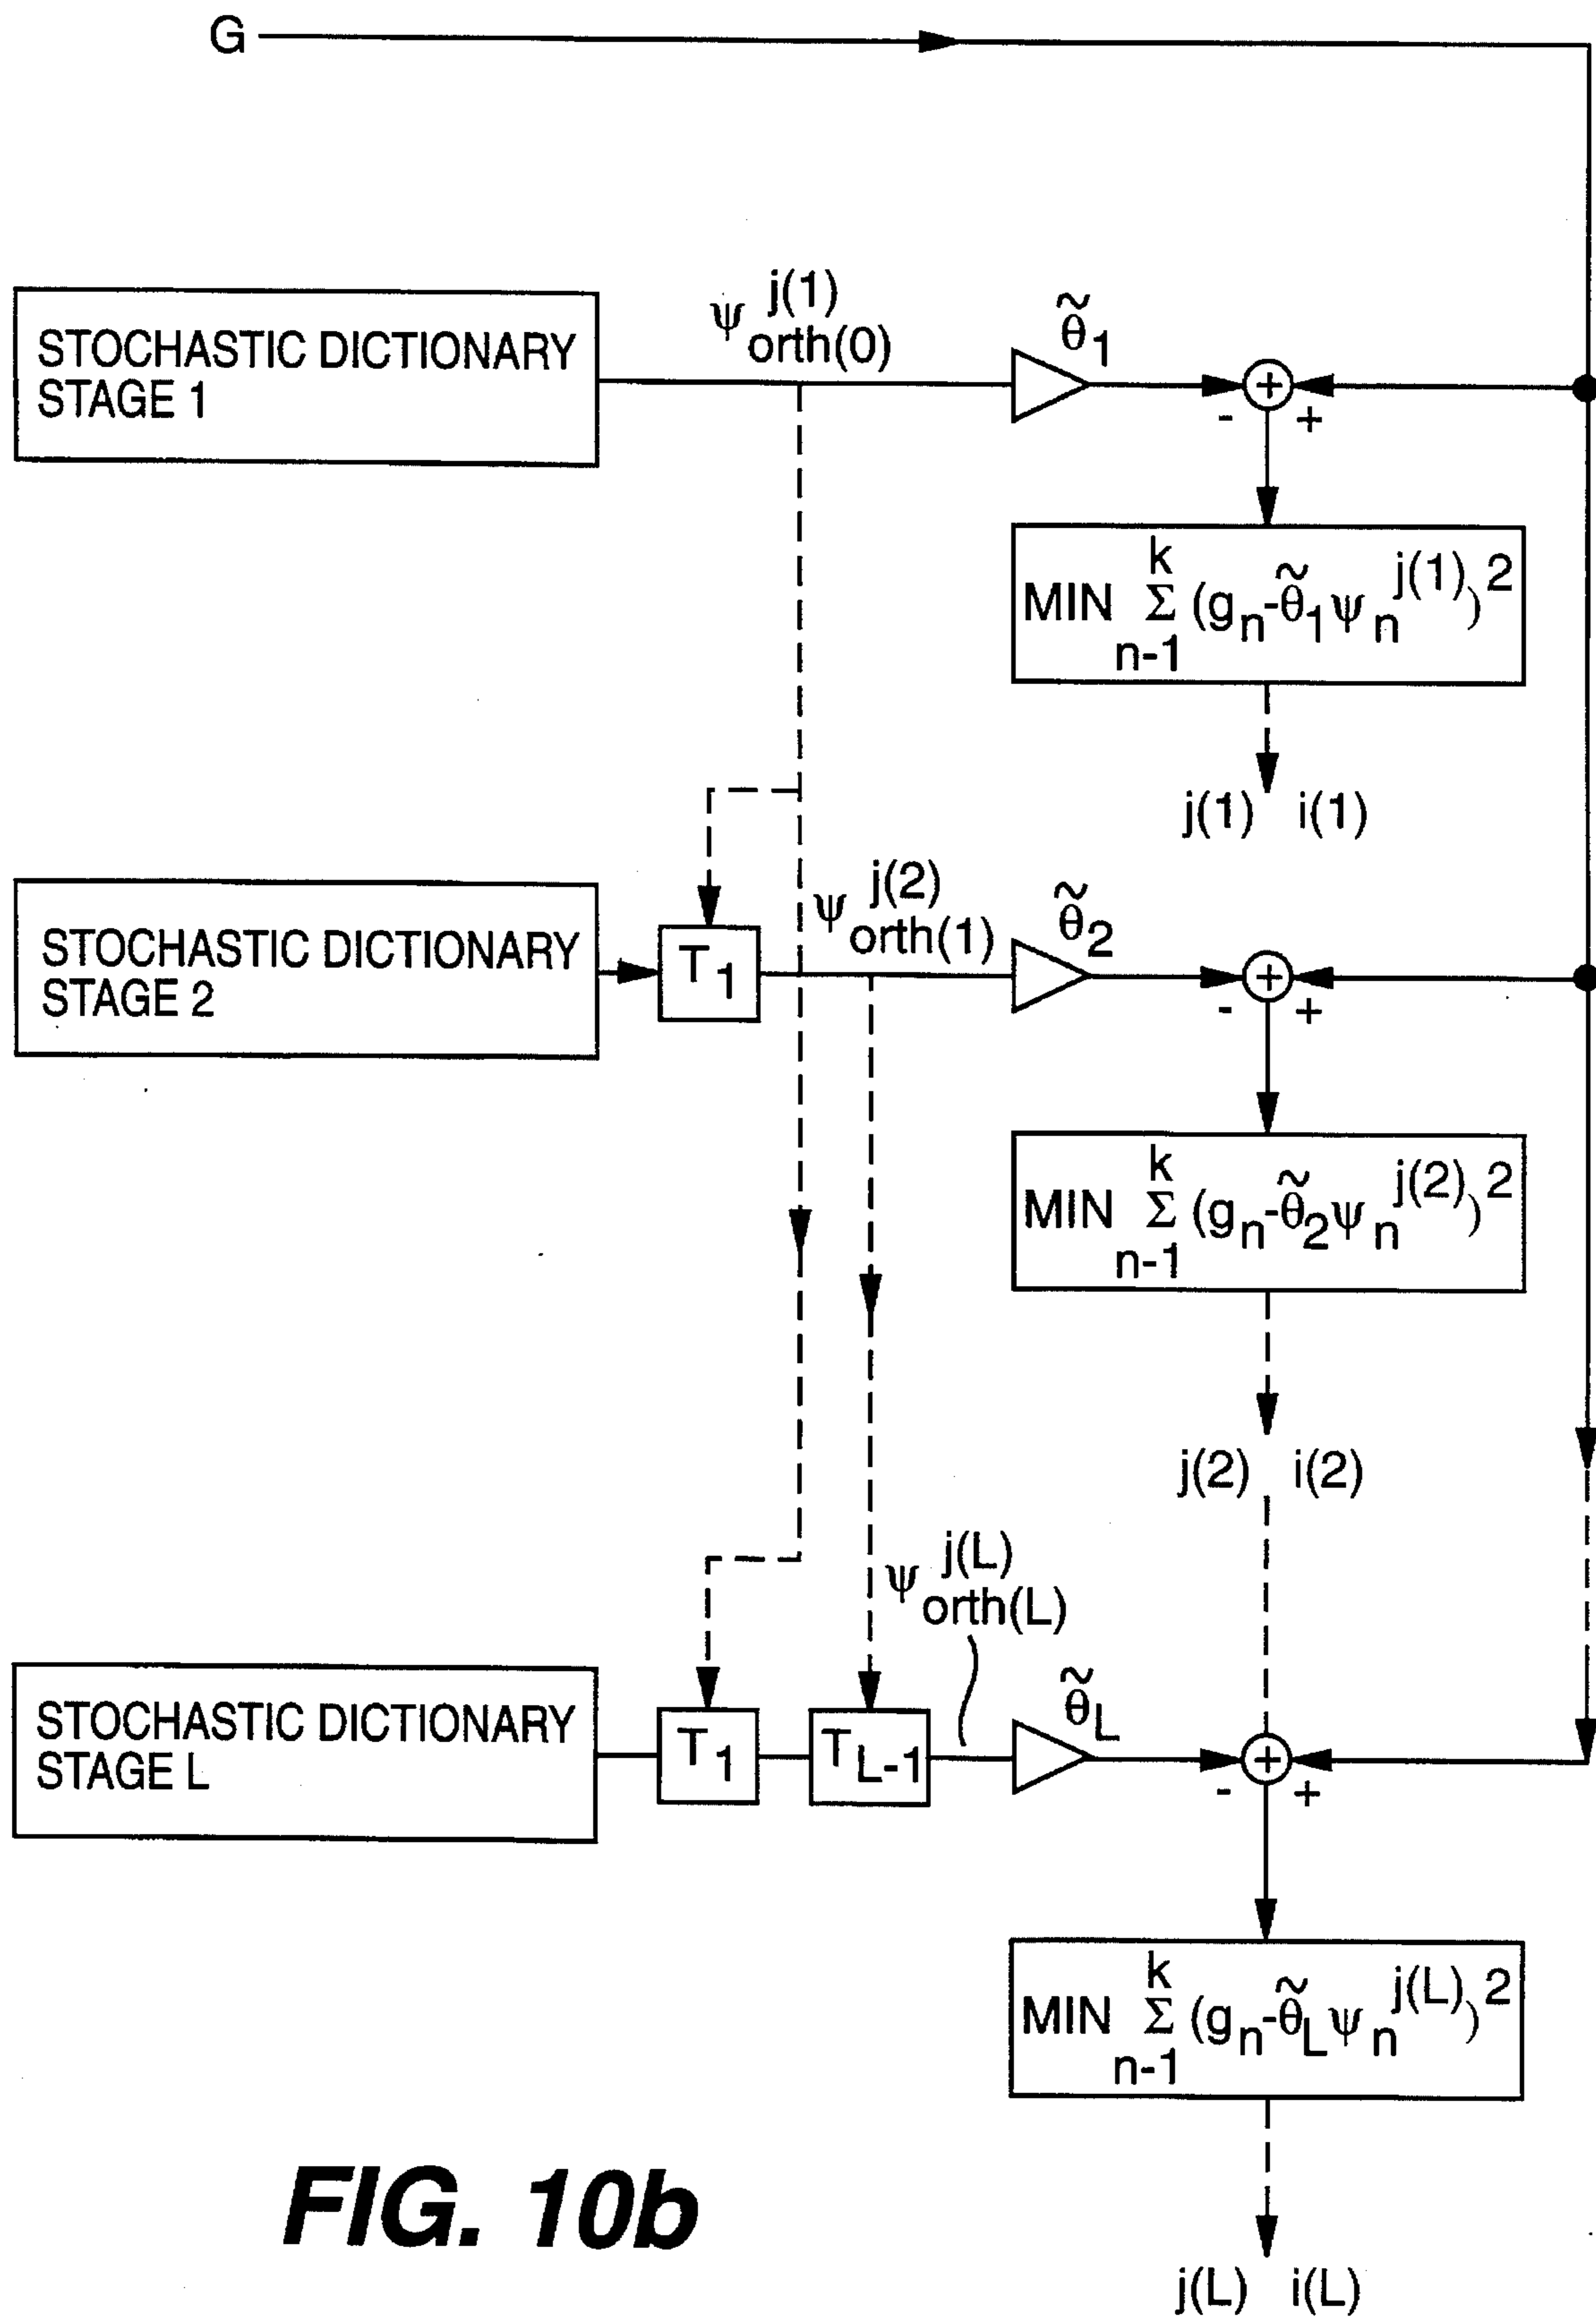 G
ψ j(1) orth(0)
θ̃1
STOCHASTIC DICTIONARY
STAGE 1
+
- +
MIN k Σ n-1 (gn-θ̃1ψn j(1))2
j(1) i(1)
ψ j(2) orth(1)
θ̃2
STOCHASTIC DICTIONARY
STAGE 2
T1
+
- +
MIN k Σ n-1 (gn-θ̃2ψn j(2))2
j(2) i(2)
ψ j(L) orth(L)
θ̃L
STOCHASTIC DICTIONARY
STAGE L
T1
TL-1
+
- +
MIN k Σ n-1 (gn-θ̃Lψn j(L))2
FIG. 10b
j(L) i(L)